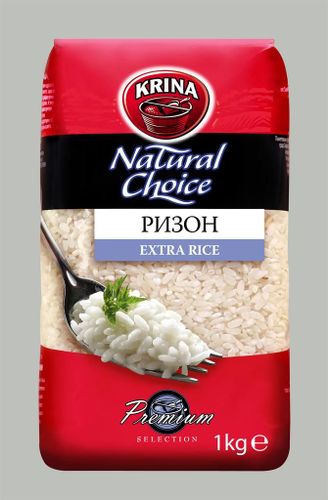 KRINA
Natural
Choice
РИЗОН
EXTRA RICE
Premium
SELECTION
1kg e